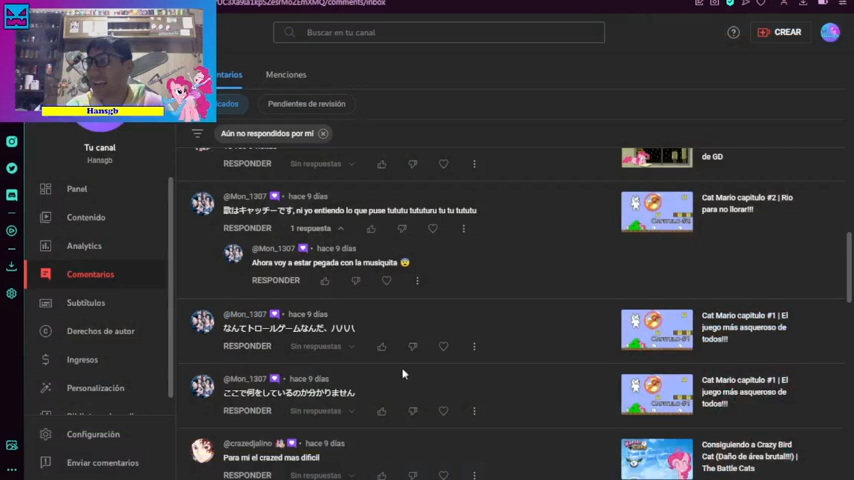 Buscar en tu canal
CREAR
Hansgb
Menciones
Pendientes de revisión
Aún no respondidos por mí
Tu canal
Hansgb
Panel
Contenido
Analytics
Comentarios
Subtítulos
Derechos de autor
Ingresos
Personalización
Configuración
Enviar comentarios
RESPONDER
Sin respuestas
de GD
@Mon_1307 hace 9 días
歌はキャッチーです, ni yo entiendo lo que puse tututu tututuru tu tu tututu
RESPONDER
1 respuesta
@Mon_1307 hace 9 días
Ahora voy a estar pegada con la musiquita 😨
RESPONDER
Cat Mario capitulo #2 | Rio
para no llorar!!!
@Mon_1307 hace 9 días
なんてトロールゲームなんだ、ハハハ
RESPONDER
Sin respuestas
Cat Mario capitulo #1 | El
juego más asqueroso de
todos!!!
@Mon_1307 hace 9 días
ここで何をしているのか分かりません
RESPONDER
Sin respuestas
Cat Mario capitulo #1 | El
juego más asqueroso de
todos!!!
@crazedjalino hace 9 días
Para mi el crazed mas dificil
RESPONDER
Sin respuestas
Consiguiendo a Crazy Bird
Cat (Daño de área brutal!!!) |
The Battle Cats